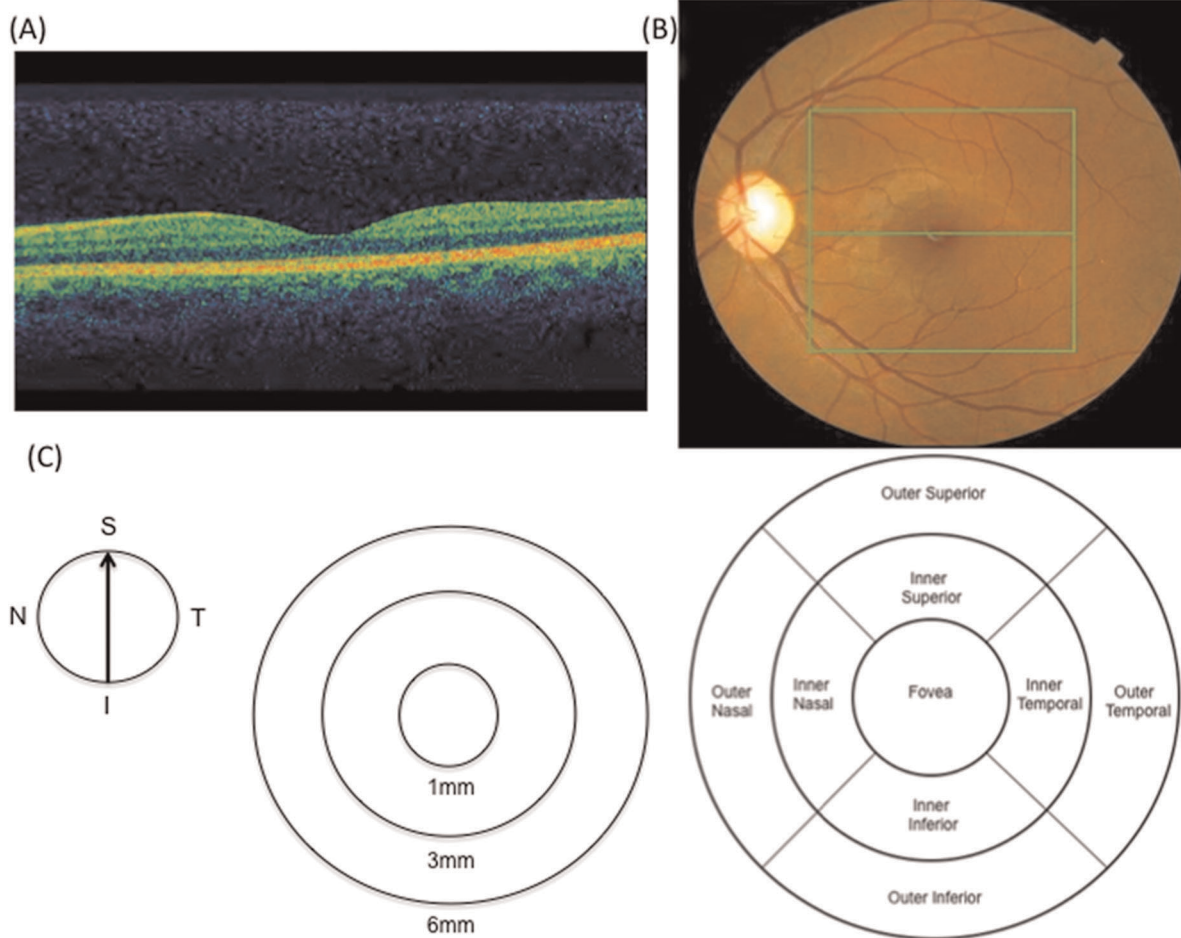 (A)
(B)
(C)
S
N
T
I
1mm
3mm
6mm
Outer Superior
Inner
Superior
Outer
Nasal
Inner
Nasal
Fovea
Inner
Temporal
Outer
Temporal
Inner
Inferior
Outer Inferior